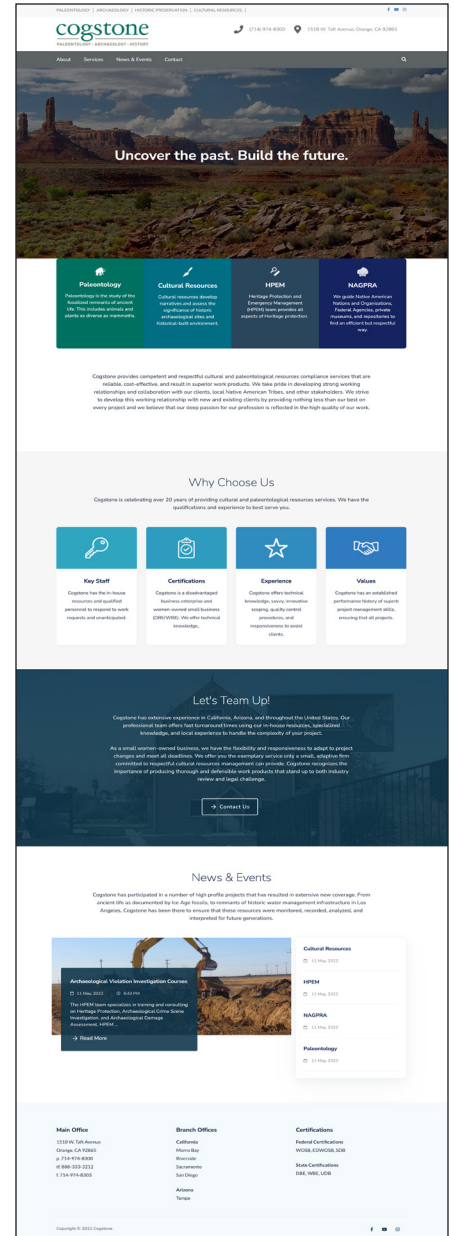 PALEONTOLOGY | ARCHAEOLOGY | HISTORIC PRESERVATION | CULTURAL RESOURCES |
cogstone
PALEONTOLOGY - ARCHAEOLOGY - HISTORY
(714) 974-8300
1518 W. Taft Avenue, Orange, CA 92865
About
Services
News & Events
Contact
Uncover the past. Build the future.
Paleontology
Paleontology is the study of the
fossilized remnants of ancient
life. This includes animals and
plants as diverse as mammoths.
Cultural Resources
Cultural resources develop
narratives and assess the
significance of historic
archaeological sites and
historical-built environment.
HPEM
Heritage Protection and
Emergency Management
(HPEM) team provides all
aspects of Heritage protection.
NAGPRA
We guide Native American
Nations and Organizations,
Federal Agencies, private
museums, and repositories to
find an efficient but respectful
way.
Cogstone provides competent and respectful cultural and paleontological resources compliance services that are
reliable, cost-effective, and result in superior work products. We take pride in developing strong working
relationships and collaboration with our clients, local Native American Tribes, and other stakeholders. We strive
to develop this working relationship with new and existing clients by providing nothing less than our best on
every project and we believe that our deep passion for our profession is reflected in the high quality of our work.
Why Choose Us
Cogstone is celebrating over 20 years of providing cultural and paleontological resources services. We have the
qualifications and experience to best serve you.
Key Staff
Cogstone has the in-house
resources and qualified
personnel to respond to work
requests and unanticipated.
Certifications
Cogstone is a disadvantaged
business enterprise and
women-owned small business
(DBE/WBE). We offer technical
knowledge,.
Experience
Cogstone offers technical
knowledge, savvy, innovative
scoping, quality control
procedures, and
responsiveness to assist
clients.
Values
Cogstone has an established
performance history of superb
project management skills,
ensuring that all projects.
Let's Team Up!
Cogstone has extensive experience in California, Arizona, and throughout the United States. Our
professional team offers fast turnaround times using our in-house resources, specialized
knowledge, and local experience to handle the complexity of your project.
As a small women-owned business, we have the flexibility and responsiveness to adapt to project
changes and meet all deadlines. We offer you the exemplary service only a small, adaptive firm
committed to respectful cultural resources management can provide. Cogstone recognizes the
importance of producing thorough and defensible work products that stand up to both industry
review and legal challenge.
→ Contact Us
News & Events
Cogstone has participated in a number of high profile projects that has resulted in extensive new coverage. From
ancient life as documented by Ice Age fossils, to remnants of historic water management infrastructure in Los
Angeles, Cogstone has been there to ensure that these resources were monitored, recorded, analyzed, and
interpreted for future generations.
Archaeological Violation Investigation Courses
11 May, 2022
6:42 PM
The HPEM team specializes in training and consulting
on Heritage Protection, Archaeological Crime Scene
Investigation, and Archaeological Damage
Assessment. HPEM ...
→ Read More
Cultural Resources
11 May, 2022
HPEM
11 May, 2022
NAGPRA
11 May, 2022
Paleontology
11 May, 2022
Main Office
1518 W. Taft Avenue
Orange, CA 92865
p. 714-974-8300
tf. 888-333-3212
f. 714-974-8303
Branch Offices
California
Morro Bay
Riverside
Sacramento
San Diego
Arizona
Tempe
Certifications
Federal Certifications
WOSB, EDWOSB, SDB
State Certifications
DBE, WBE, UDB
Copyright © 2022 Cogstone.